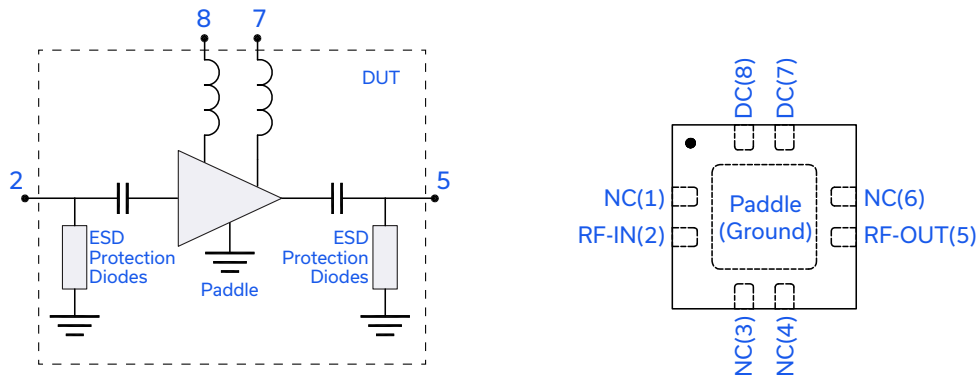 8
7
DUT
2
5
ESD
Protection
Diodes
ESD
Protection
Diodes
Paddle
DC(8)
DC(7)
NC(1)
RF-IN(2)
Paddle
(Ground)
NC(6)
RF-OUT(5)
NC(3)
NC(4)